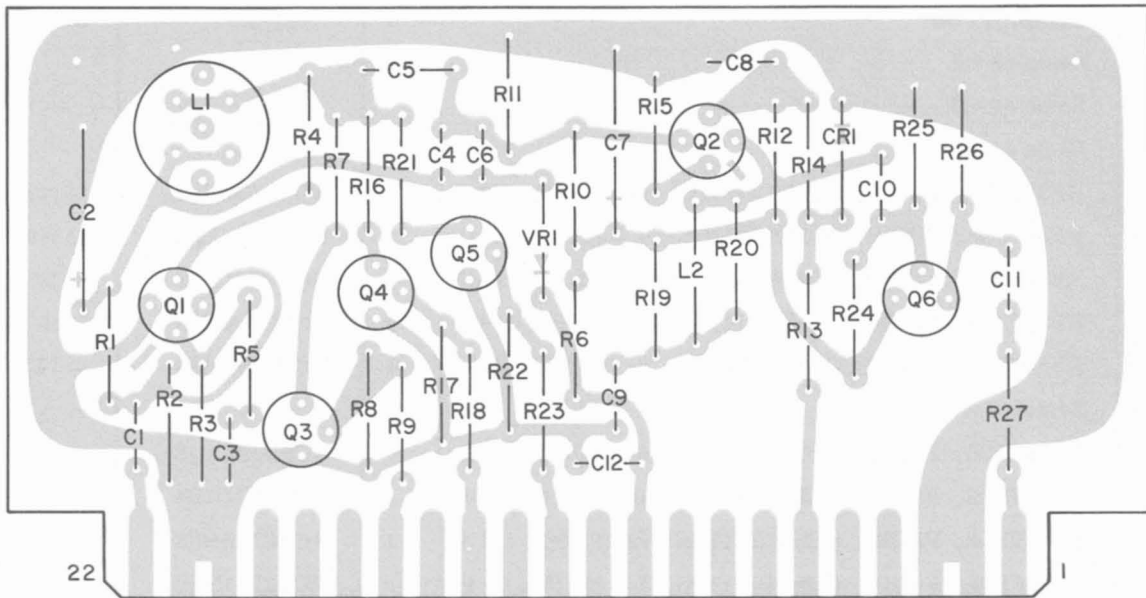 C5
C8
L1
R11
R15
R4
C7
Q2
R12
CR1
R25
R7
R21
C4
C6
R14
R26
R16
R10
C10
C2
+
+
Q5
VR1
R20
L2
Q4
Q1
R19
R24
Q6
C11
R1
R5
R6
R13
R17
R22
R2
R8
R18
R23
C9
R3
R9
R27
C1
Q3
C3
C12
22
1